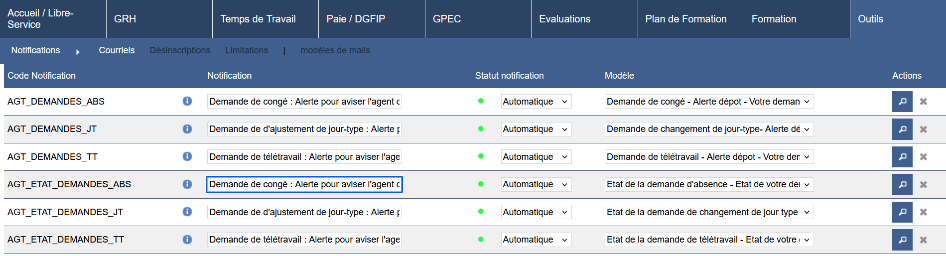 Accueil / Libre-Service GRH Temps de Travail Paie / DGFIP GPEC Evaluations Plan de Formation Formation Outils
Notifications Courriels Désinscriptions Limitations | modèles de mails
Code Notification Notification Statut notification Modèle Actions
AGT_DEMANDES_ABS Demande de congé : Alerte pour aviser l'agent d Automatique Demande de congé - Alerte dépot - Votre deman
AGT_DEMANDES_JT Demande de d'ajustement de jour-type : Alerte p Automatique Demande de changement de jour-type- Alerte dé
AGT_DEMANDES_TT Demande de télétravail : Alerte pour aviser l'age Automatique Demande de télétravail - Alerte dépot - Votre den
AGT_ETAT_DEMANDES_ABS Demande de congé : Alerte pour aviser l'agent d Automatique Etat de la demande d'absence - Etat de votre de
AGT_ETAT_DEMANDES_JT Demande de d'ajustement de jour-type : Alerte p Automatique Etat de la demande de changement de jour type
AGT_ETAT_DEMANDES_TT Demande de télétravail : Alerte pour aviser l'age Automatique Etat de la demande de télétravail - Etat de votre